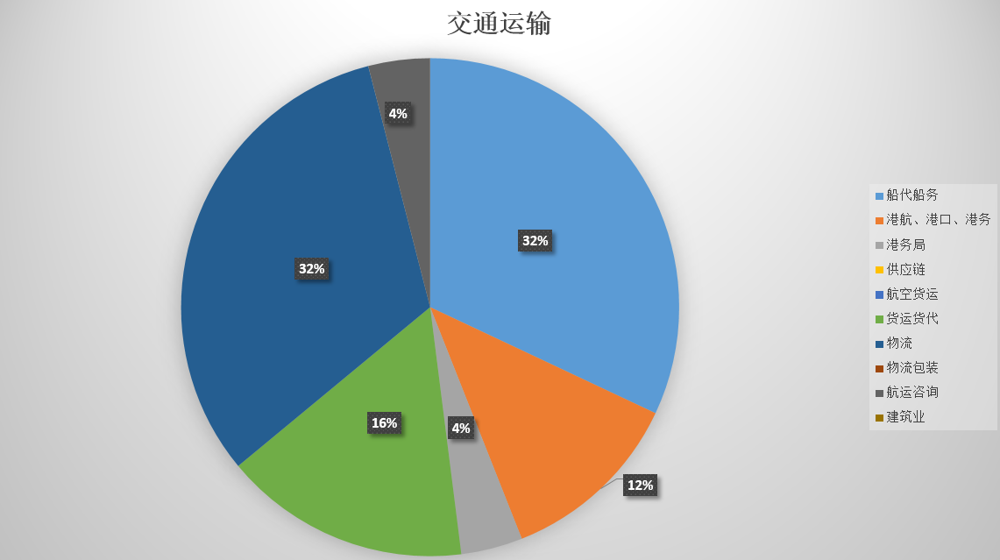 交通运输
4%
32%
32%
16%
4%
12%
船代船务
港航、港口、港务
港务局
供应链
航空货运
货运货代
物流
物流包装
航运咨询
建筑业